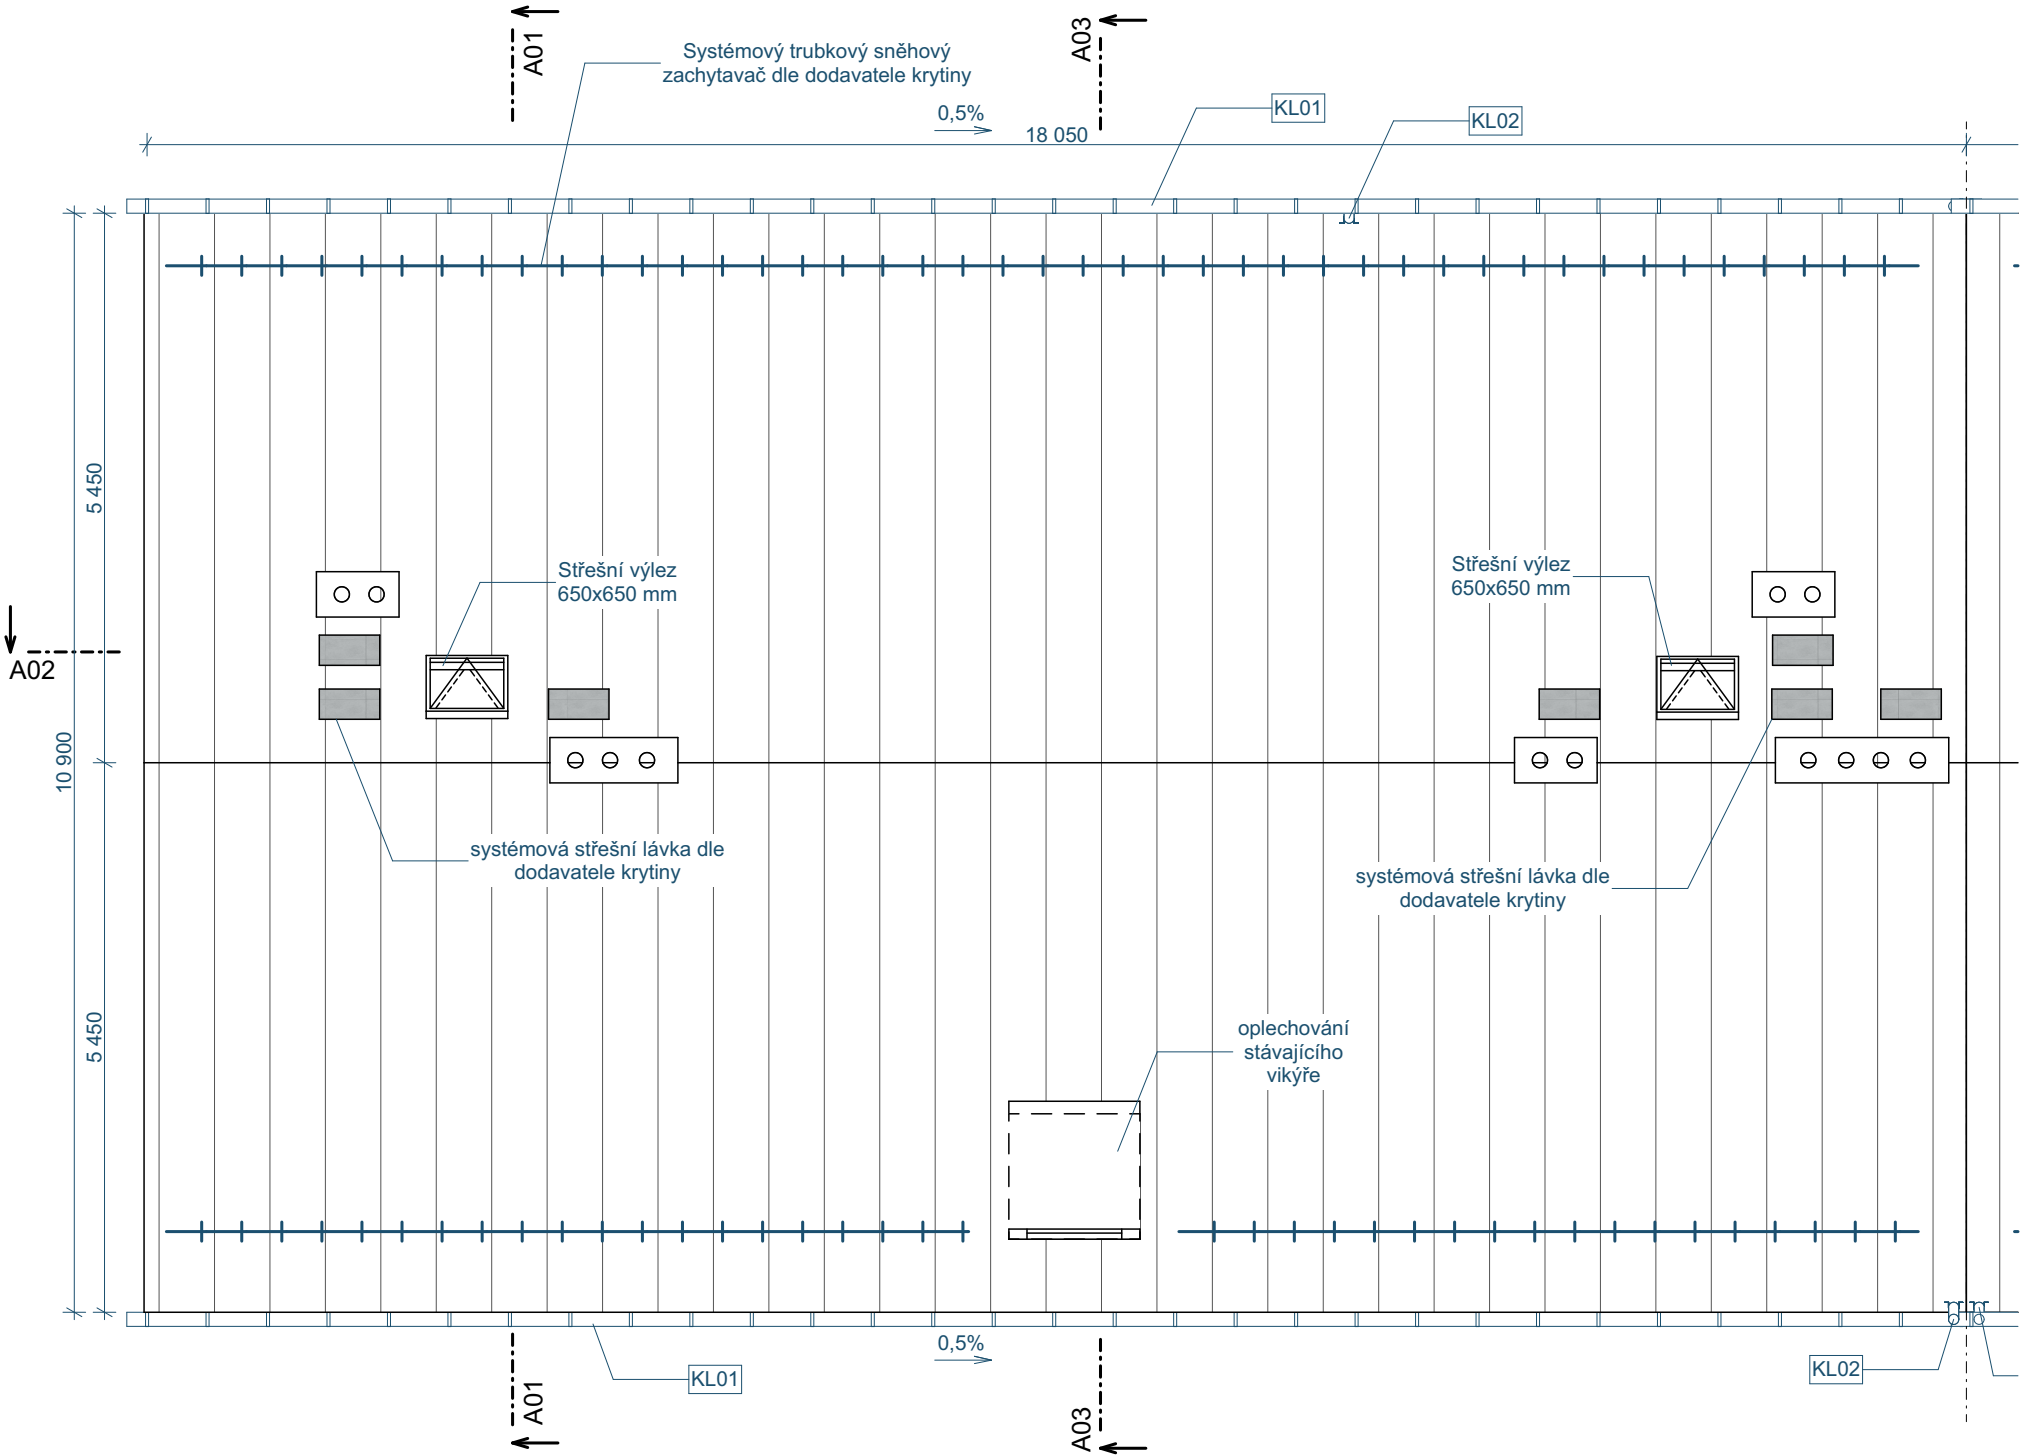 A01
A03
Systémový trubkový sněhový
zachytavač dle dodavatele krytiny
0,5%
KL01
KL02
18 050
5 450
10 900
5 450
A02
Střešní výlez
650x650 mm
Střešní výlez
650x650 mm
systémová střešní lávka dle
dodavatele krytiny
systémová střešní lávka dle
dodavatele krytiny
oplechování
stávajícího
vikýře
0,5%
KL01
KL02
A01
A03